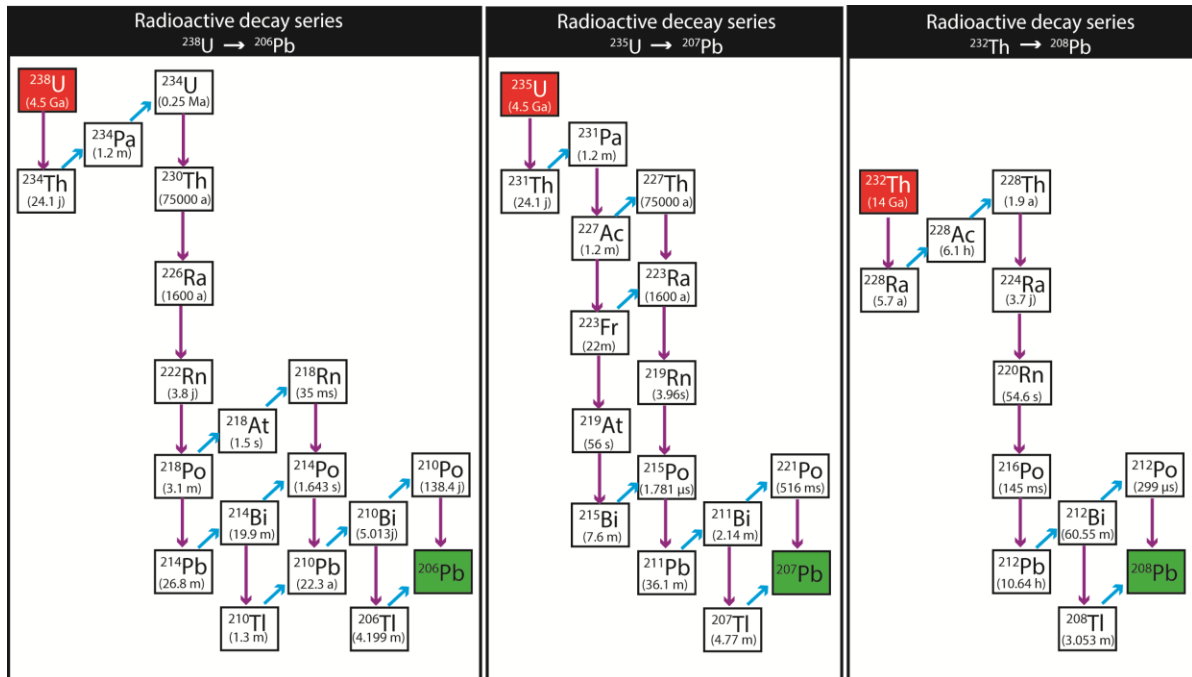 Radioactive decay series
²³⁸U → ²⁰⁶Pb
²³⁸U
(4.5 Ga)
²³⁴Th
(24.1 j)
²³⁴Pa
(1.2 m)
²³⁴U
(0.25 Ma)
²³⁰Th
(75000 a)
²²⁶Ra
(1600 a)
²²²Rn
(3.8 j)
²¹⁸Rn
(35 ms)
²¹⁸At
(1.5 s)
²¹⁸Po
(3.1 m)
²¹⁴Po
(1.643 s)
²¹⁰Po
(138.4 j)
²¹⁴Bi
(19.9 m)
²¹⁰Bi
(5.013j)
²¹⁴Pb
(26.8 m)
²¹⁰Pb
(22.3 a)
²⁰⁶Pb
²¹⁰Tl
(1.3 m)
²⁰⁶Tl
(4.199 m)
Radioactive deceay series
²³⁵U → ²⁰⁷Pb
²³⁵U
(4.5 Ga)
²³¹Pa
(1.2 m)
²³¹Th
(24.1 j)
²²⁷Th
(75000 a)
²²⁷Ac
(1.2 m)
²²³Ra
(1600 a)
²²³Fr
(22m)
²¹⁹Rn
(3.96s)
²¹⁹At
(56 s)
²¹⁵Po
(1.781 µs)
²²¹Po
(516 ms)
²¹⁵Bi
(7.6 m)
²¹¹Bi
(2.14 m)
²¹¹Pb
(36.1 m)
²⁰⁷Pb
²⁰⁷Tl
(4.77 m)
Radioactive decay series
²³²Th → ²⁰⁸Pb
²³²Th
(14 Ga)
²²⁸Th
(1.9 a)
²²⁸Ac
(6.1 h)
²²⁸Ra
(5.7 a)
²²⁴Ra
(3.7 j)
²²⁰Rn
(54.6 s)
²¹⁶Po
(145 ms)
²¹²Po
(299 µs)
²¹²Bi
(60.55 m)
²¹²Pb
(10.64 h)
²⁰⁸Pb
²⁰⁸Tl
(3.053 m)